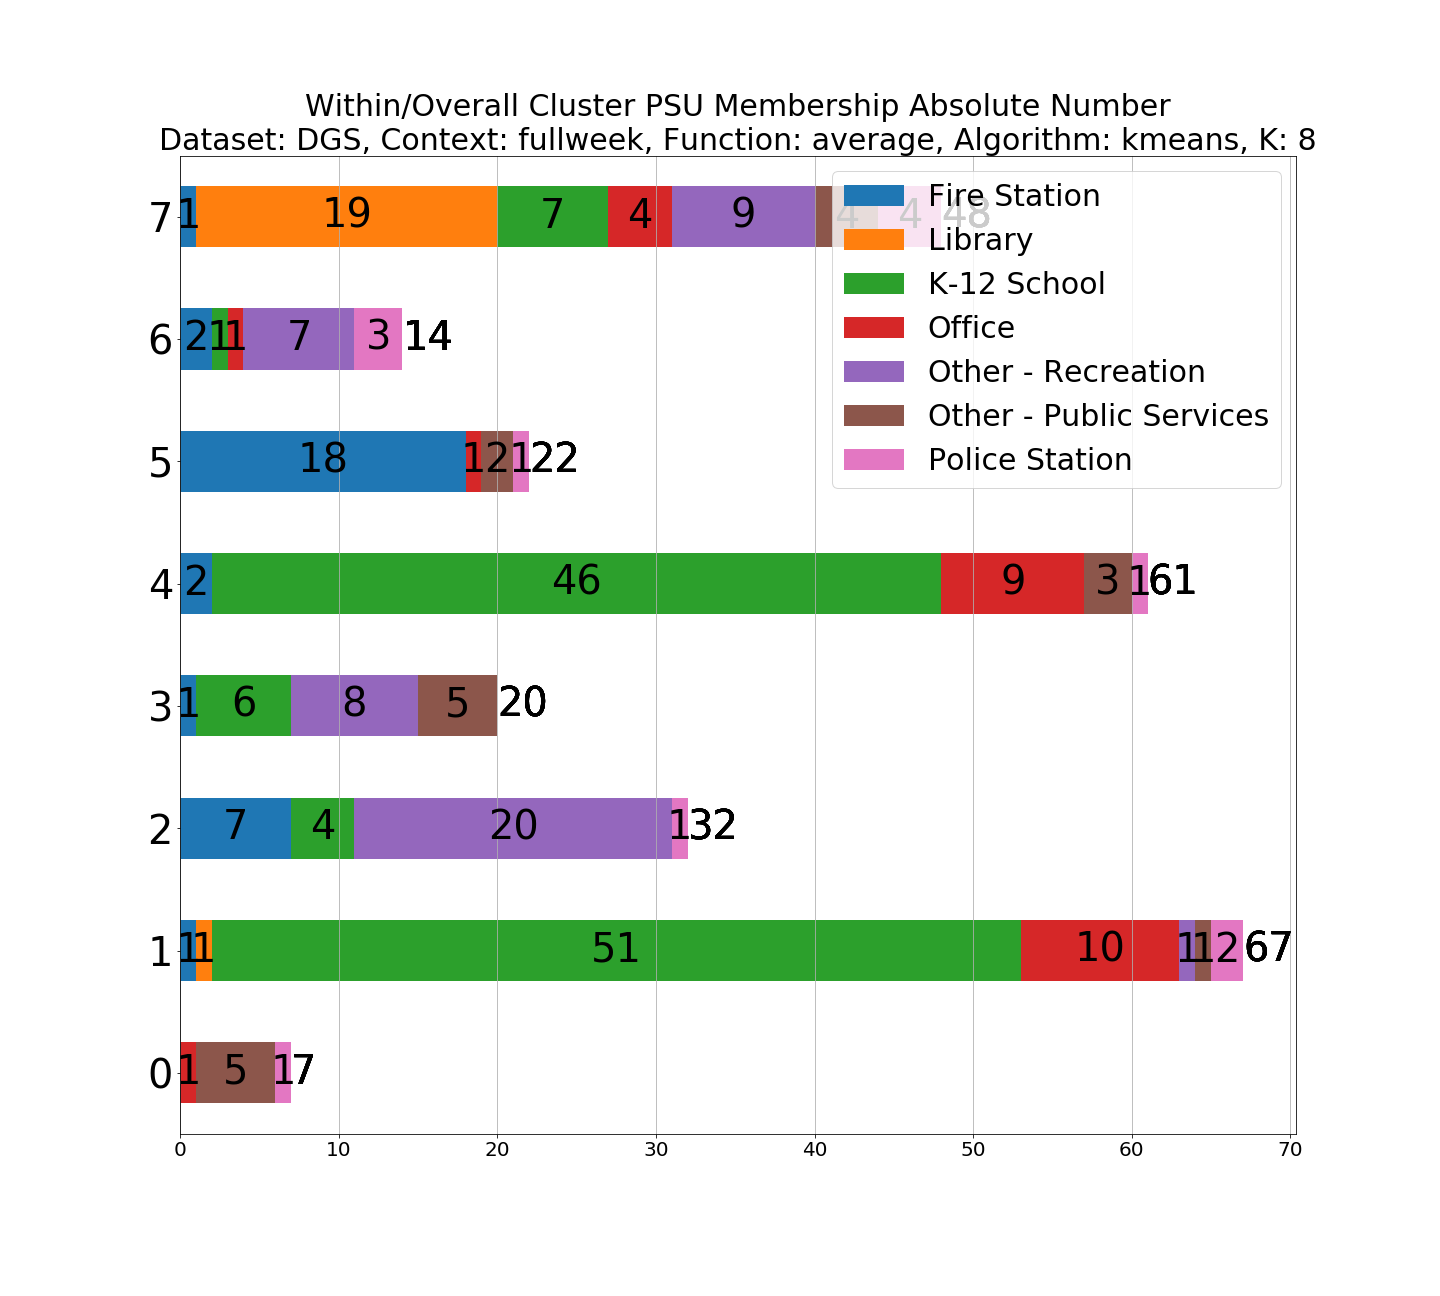 Within/Overall Cluster PSU Membership Absolute Number
Dataset: DGS, Context: fullweek, Function: average, Algorithm: kmeans, K: 8
7 1 19 7 4 9 4 4 48
Fire Station
Library
K-12 School
Office
Other - Recreation
Other - Public Services
Police Station
6 2 1 1 7 3 14
5 18 1 2 1 22
4 2 46 9 3 1 61
3 1 6 8 5 20
2 7 4 20 1 32
1 1 1 51 10 1 1 2 67
0 1 5 1 7
0 10 20 30 40 50 60 70